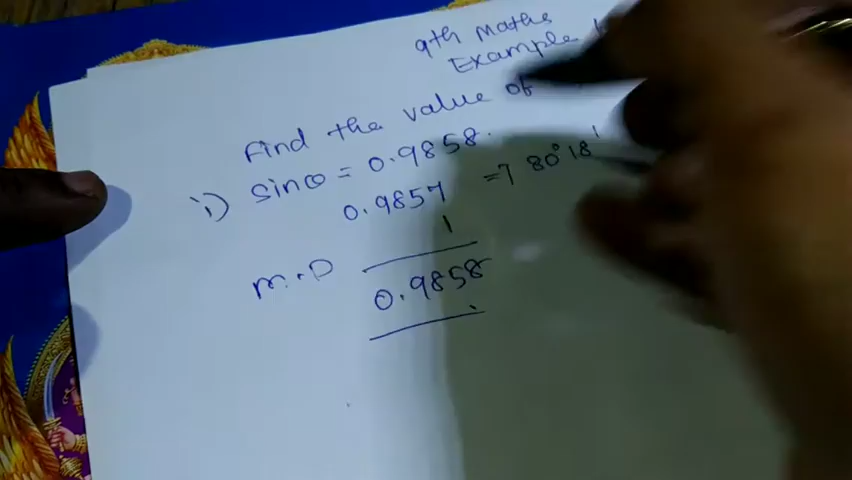 9th Maths
Example
Find the value of
i) sinθ = 0.9858.
0.9857 => 80°18'
1
M.D
0.9858